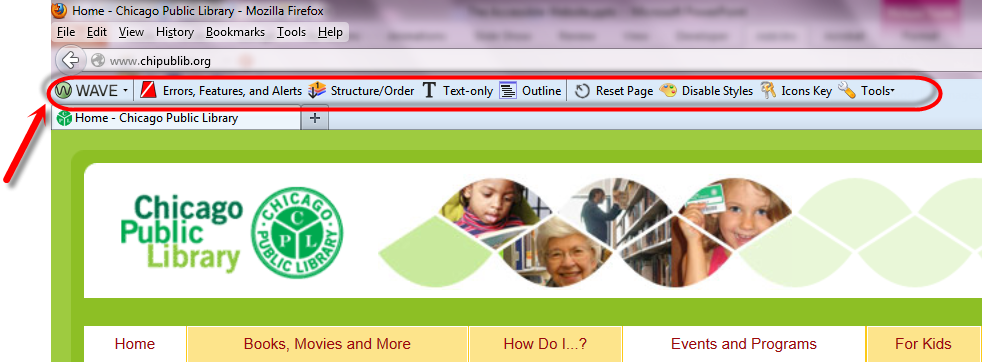 Home - Chicago Public Library - Mozilla Firefox
File Edit View History Bookmarks Tools Help
www.chipublib.org
WAVE Errors, Features, and Alerts Structure/Order Text-only Outline Reset Page Disable Styles Icons Key Tools
Home - Chicago Public Library
Chicago
Public
Library
CHICAGO
C
P L
PUBLIC LIBRARY
Home Books, Movies and More How Do I...? Events and Programs For Kids